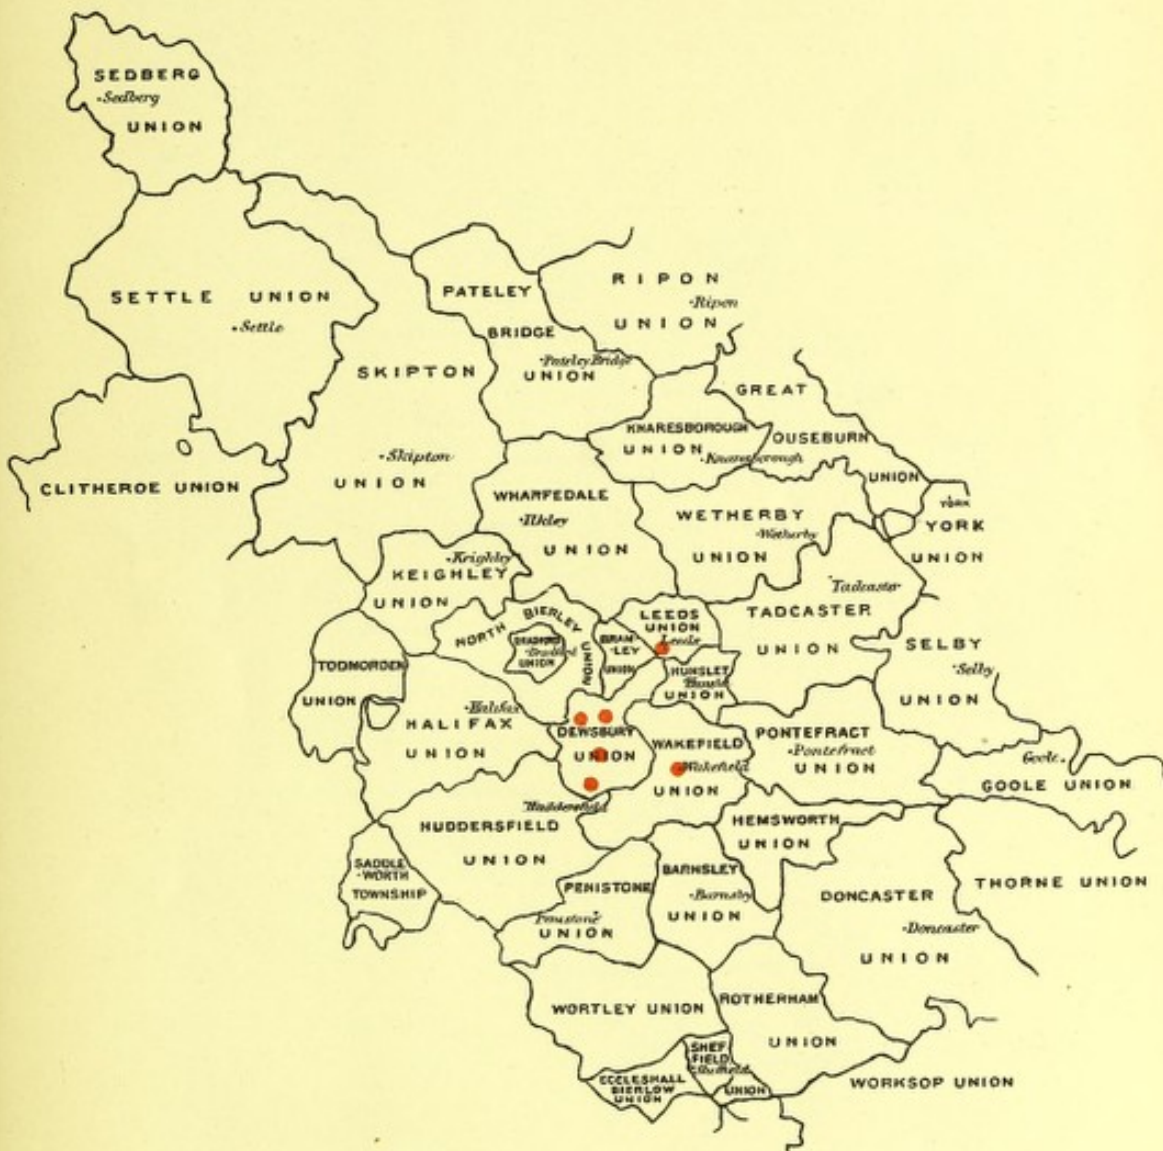 SEDBERG
Sedberg
UNION
SETTLE UNION
Settle
PATELEY
BRIDGE
Pateley Bridge
UNION
RIPON
Ripon
UNION
SKIPTON
Skipton
UNION
GREAT
OUSEBURN
UNION
KNARESBOROUGH
UNION
Knaresborough
CLITHEROE UNION
WHARFEDALE
Ilkley
UNION
WETHERBY
Wetherby
UNION
YORK
YORK
UNION
Keighley
KEIGHLEY
UNION
Tadcaster
TADCASTER
UNION
NORTH BIERLEY UNION
BRADFORD
Bradford
UNION
BRAM-
-LEY
UNION
LEEDS
UNION
Leeds
HUNSLET
UNION
SELBY
Selby
UNION
TODMORDEN
UNION
Halifax
HALIFAX
UNION
DEWSBURY
UNION
WAKEFIELD
Wakefield
UNION
PONTEFRACT
Pontefract
UNION
Goole
GOOLE UNION
Huddersfield
HUDDERSFIELD
UNION
HEMSWORTH
UNION
SADDLE
-WORTH
TOWNSHIP
PENISTONE
Penistone
UNION
BARNSLEY
Barnsley
UNION
DONCASTER
Doncaster
UNION
THORNE UNION
WORTLEY UNION
ROTHERHAM
UNION
SHEF
FIELD
Sheffield
UNION
ECCLESHALL
BIERLOW
UNION
WORKSOP UNION